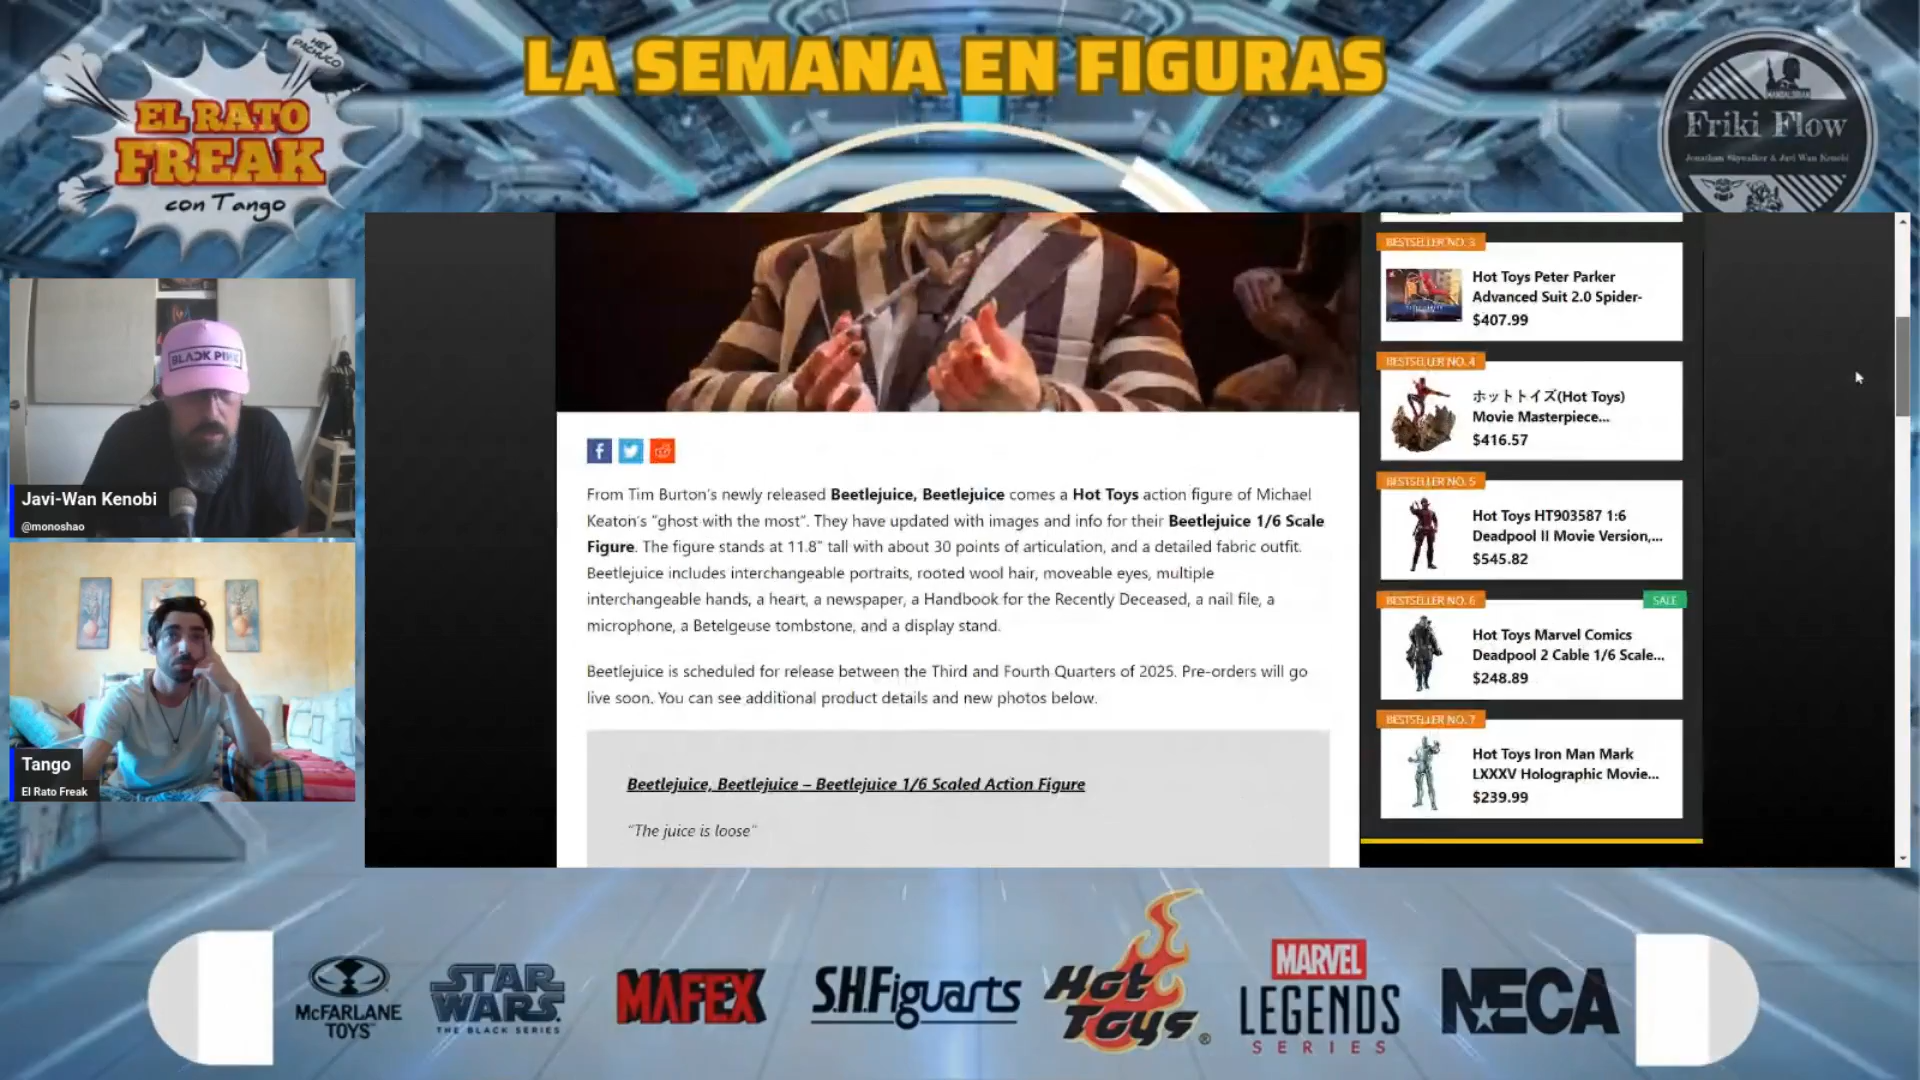 LA SEMANA EN FIGURAS
HEY PACHUCO
EL RATO
FREAK
con Tango
MANDALORIAN
Friki Flow
Jonathan Skywalker & Javi Wan Kenobi
BLACK PINK
Javi-Wan Kenobi
@monoshao
Tango
El Rato Freak
From Tim Burton's newly released Beetlejuice, Beetlejuice comes a Hot Toys action figure of Michael
Keaton's "ghost with the most". They have updated with images and info for their Beetlejuice 1/6 Scale
Figure. The figure stands at 11.8" tall with about 30 points of articulation, and a detailed fabric outfit.
Beetlejuice includes interchangeable portraits, rooted wool hair, moveable eyes, multiple
interchangeable hands, a heart, a newspaper, a Handbook for the Recently Deceased, a nail file, a
microphone, a Betelgeuse tombstone, and a display stand.
Beetlejuice is scheduled for release between the Third and Fourth Quarters of 2025. Pre-orders will go
live soon. You can see additional product details and new photos below.
Beetlejuice, Beetlejuice – Beetlejuice 1/6 Scaled Action Figure
"The juice is loose"
BESTSELLER NO. 3
Hot Toys Peter Parker
Advanced Suit 2.0 Spider-
$407.99
BESTSELLER NO. 4
ホットトイズ(Hot Toys)
Movie Masterpiece...
$416.57
BESTSELLER NO. 5
Hot Toys HT903587 1:6
Deadpool II Movie Version,...
$545.82
BESTSELLER NO. 6
SALE
Hot Toys Marvel Comics
Deadpool 2 Cable 1/6 Scale...
$248.89
BESTSELLER NO. 7
Hot Toys Iron Man Mark
LXXXV Holographic Movie...
$239.99
McFARLANE
TOYS
STAR
WARS
THE BLACK SERIES
MAFEX
S.H.Figuarts
Hot
Toys
MARVEL
LEGENDS
SERIES
NECA